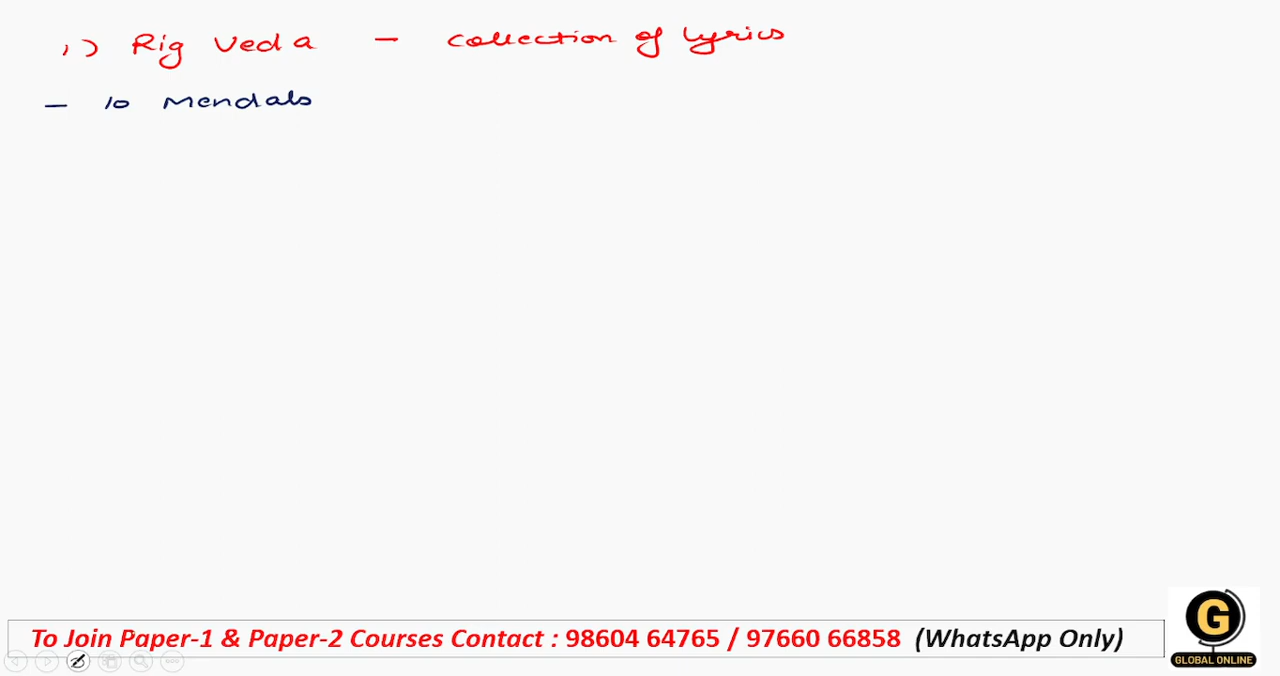 1) Rig Veda - collection of lyrics
- 10 Mendals
To Join Paper-1 & Paper-2 Courses Contact : 98604 64765 / 97660 66858 (WhatsApp Only)
G
GLOBAL ONLINE